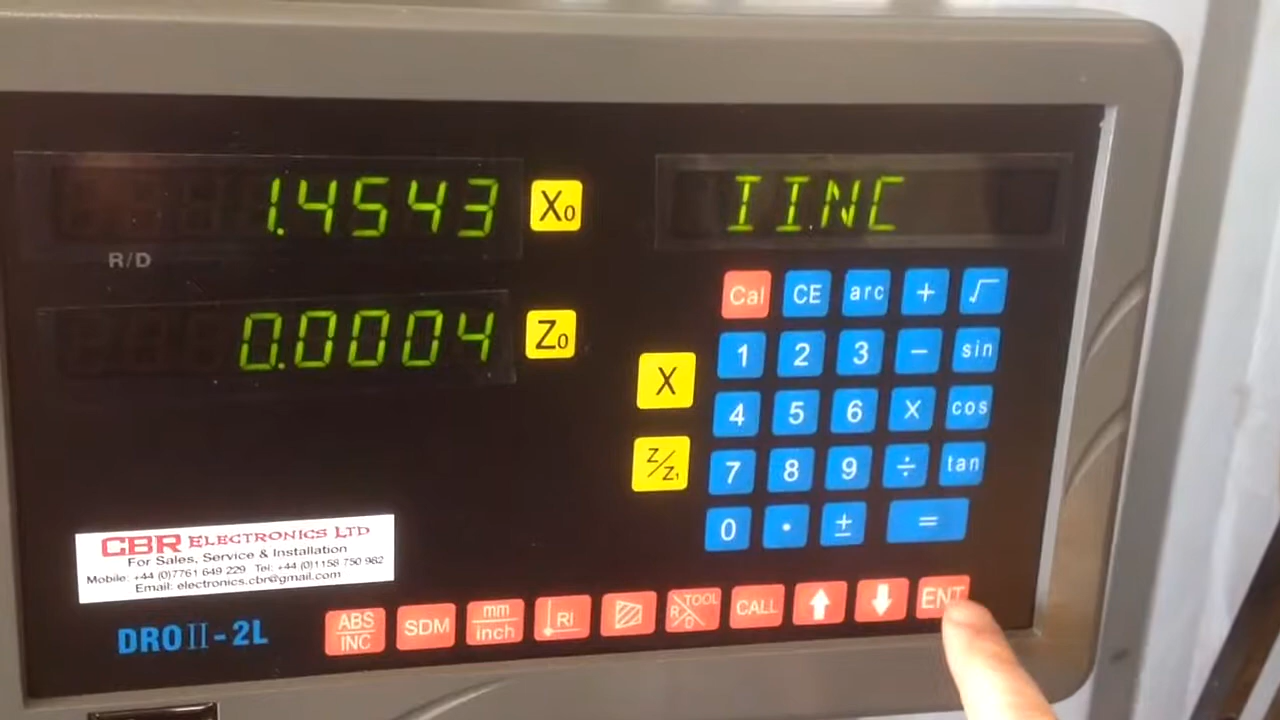 1.4543 X₀ IINC
R/D
0.0004 Z₀
Cal CE arc + √
1 2 3 − sin
X
4 5 6 X cos
Z/Z₁
7 8 9 ÷ tan
0 . ± =
CBR ELECTRONICS LTD
For Sales, Service & Installation
Mobile: +44 (0)7761 649 229 Tel: +44 (0)1158 750 982
Email: electronics.cbr@gmail.com
DROII-2L
ABS/INC SDM mm/inch RI TOOL R/D CALL ENT